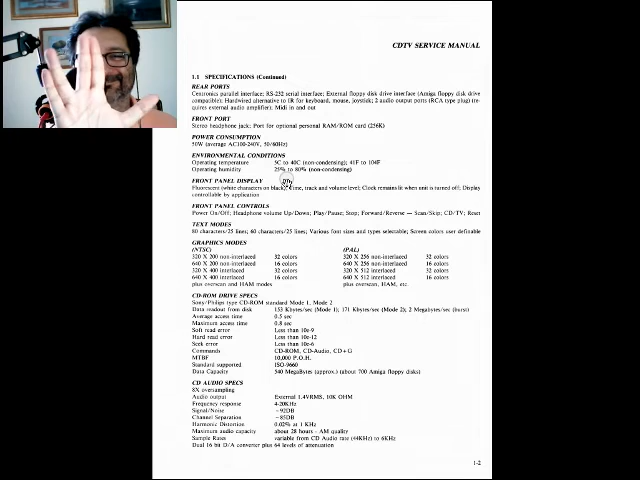 CDTV SERVICE MANUAL
1.1 SPECIFICATIONS (Continued)
REAR PORTS
Centronics parallel interface; RS-232 serial interface; External floppy disk drive interface (Amiga floppy disk drive
compatible); Hardwired alternative to IR for keyboard, mouse, joystick; 2 audio output ports (RCA type plug) (re-
quires external audio amplifier); Midi in and out
FRONT PORT
Stereo headphone jack; Port for optional personal RAM/ROM card (256K)
POWER CONSUMPTION
50W (average AC100-240V, 50/60Hz)
ENVIRONMENTAL CONDITIONS
Operating temperature 5C to 40C (non-condensing); 41F to 104F
Operating humidity 25% to 80% (non-condensing)
FRONT PANEL DISPLAY
Fluorescent (white characters on black); Time, track and volume level; Clock remains lit when unit is turned off; Display
controllable by application
FRONT PANEL CONTROLS
Power On/Off; Headphone volume Up/Down; Play/Pause; Stop; Forward/Reverse — Scan/Skip; CD/TV; Reset
TEXT MODES
80 characters/25 lines; 60 characters/25 lines; Various font sizes and types selectable; Screen colors user definable
GRAPHICS MODES
(NTSC) (PAL)
320 X 200 non-interlaced 32 colors 320 X 256 non-interlaced 32 colors
640 X 200 non-interlaced 16 colors 640 X 256 non-interlaced 16 colors
320 X 400 interlaced 32 colors 320 X 512 interlaced 32 colors
640 X 400 interlaced 16 colors 640 X 512 interlaced 16 colors
plus overscan and HAM modes plus overscan, HAM, etc.
CD-ROM DRIVE SPECS
Sony/Philips type CD-ROM standard Mode 1, Mode 2
Data readout from disk 153 Kbytes/sec (Mode 1); 171 Kbytes/sec (Mode 2); 2 Megabytes/sec (burst)
Average access time 0.5 sec
Maximum access time 0.8 sec
Soft read error Less than 10e-9
Hard read error Less than 10e-12
Seek error Less than 10e-6
Commands CD-ROM, CD-Audio, CD+G
MTBF 10,000 P.O.H.
Standard supported ISO-9660
Data Capacity 540 MegaBytes (approx.) (about 700 Amiga floppy disks)
CD AUDIO SPECS
8X oversampling
Audio output External 1.4VRMS, 10K OHM
Frequency response 4-20KHz
Signal/Noise -92DB
Channel Separation -85DB
Harmonic Distortion 0.02% at 1 KHz
Maximum audio capacity about 28 hours - AM quality
Sample Rates variable from CD Audio rate (44KHz) to 6KHz
Dual 16 bit D/A converter plus 64 levels of attenuation
1-2